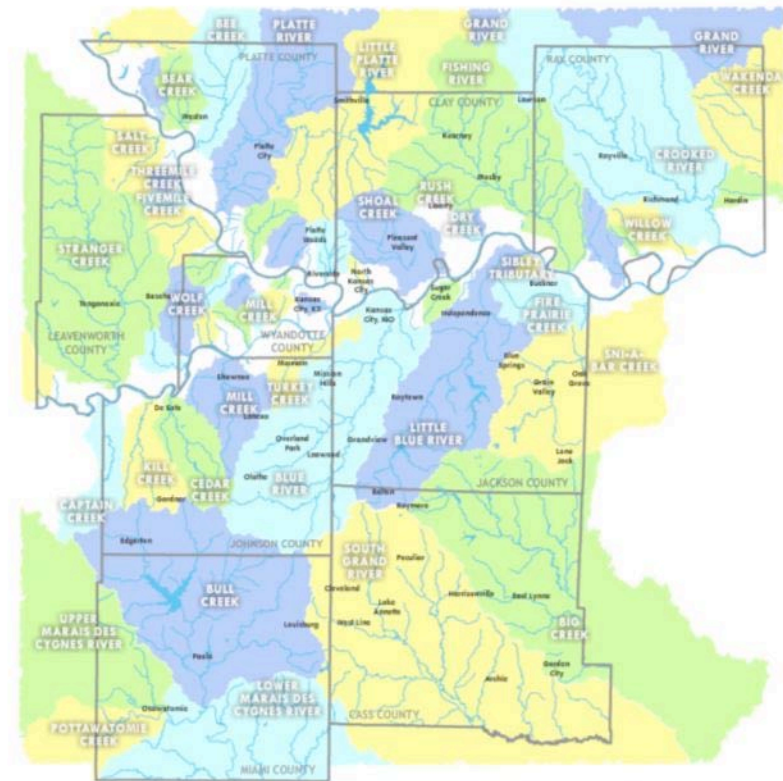 BEE
CREEK
PLATTE
RIVER
GRAND
RIVER
GRAND
RIVER
LITTLE
PLATTE
RIVER
PLATTE COUNTY
RAY COUNTY
BEAR
CREEK
FISHING
RIVER
WAKENDA
CREEK
CLAY COUNTY
Smithville
Lawson
Weston
SALT
CREEK
Platte
City
Kearney
Mosby
Rayville
CROOKED
RIVER
THREEMILE
CREEK
FIVEMILE
CREEK
RUSH
CREEK
Liberty
SHOAL
CREEK
DRY
CREEK
Richmond
Hardin
WILLOW
CREEK
STRANGER
CREEK
Platte
Woods
Pleasant
Valley
SIBLEY
TRIBUTARY
Riverside
North
Kansas
City
Sugar
Creek
Buckner
Tonganoxie
Basehor
WOLF
CREEK
MILL
CREEK
Kansas
City, KS
Kansas
City, MO
Independence
FIRE
PRAIRIE
CREEK
LEAVENWORTH
COUNTY
WYANDOTTE
COUNTY
SNI-A-
BAR CREEK
Shawnee
Mission
Hills
Blue
Springs
Oak
Grove
Grain
Valley
De Soto
MILL
CREEK
Lenexa
TURKEY
CREEK
Raytown
LITTLE
BLUE RIVER
Overland
Park
Leawood
Grandview
Lone
Jack
KILL
CREEK
CEDAR
CREEK
Olathe
BLUE
RIVER
Gardner
Belton
JACKSON COUNTY
CAPTAIN
CREEK
Raymore
Edgerton
JOHNSON COUNTY
SOUTH
GRAND
RIVER
Peculiar
BULL
CREEK
Cleveland
Harrisonville
East Lynne
Lake
Annette
West Line
UPPER
MARAIS DES
CYGNES RIVER
Louisburg
BIG
CREEK
Paola
Garden
City
Archie
LOWER
MARAIS DES
CYGNES RIVER
Osawatomie
CASS COUNTY
POTTAWATOMIE
CREEK
MIAMI COUNTY